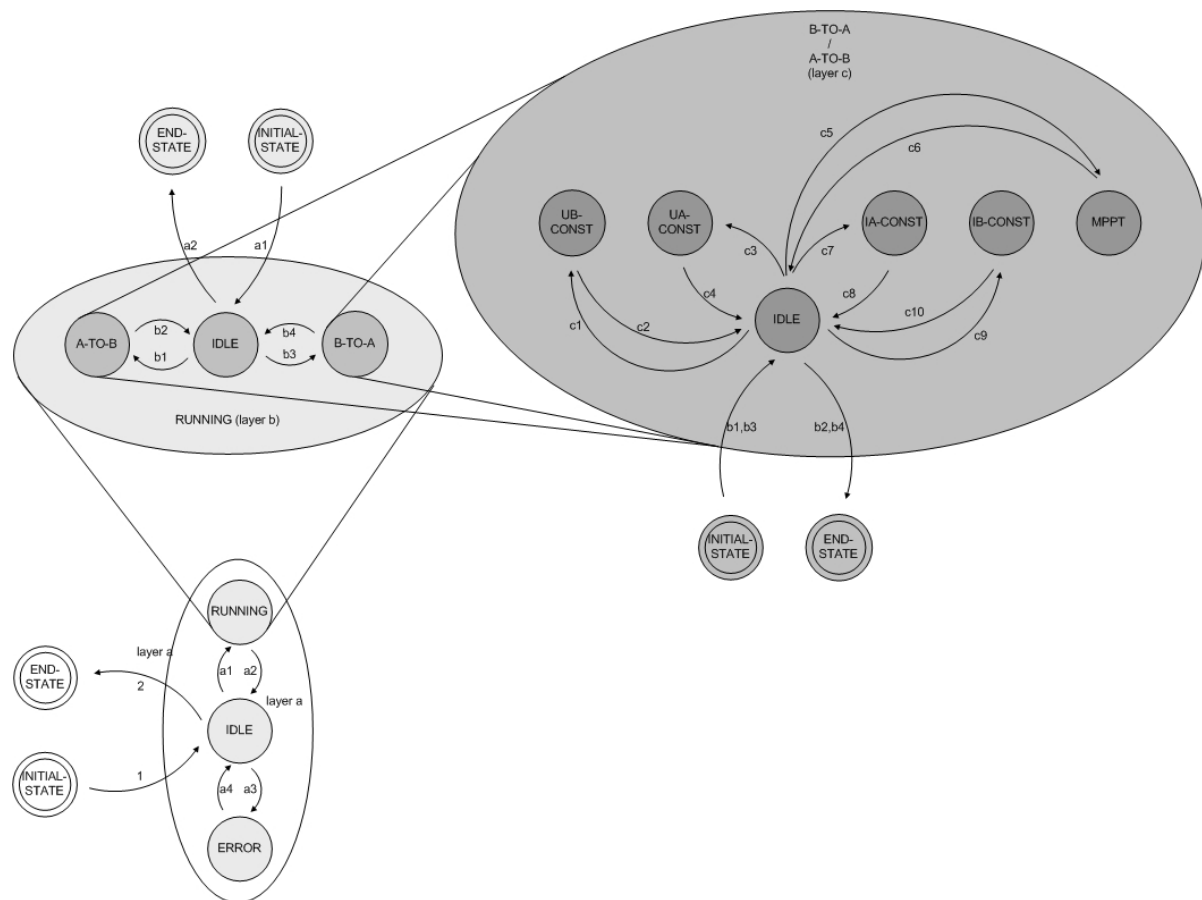 B-TO-A
/
A-TO-B
(layer c)
c5
c6
END-
STATE
INITIAL-
STATE
UB-
CONST
UA-
CONST
IA-CONST
IB-CONST
MPPT
a2
a1
c3
c7
c4
c8
c1
c2
IDLE
c10
c9
A-TO-B
b2
b1
IDLE
b4
b3
B-TO-A
RUNNING (layer b)
b1,b3
b2,b4
INITIAL-
STATE
END-
STATE
RUNNING
layer a
END-
STATE
2
a1
a2
layer a
IDLE
INITIAL-
STATE
1
a4
a3
ERROR